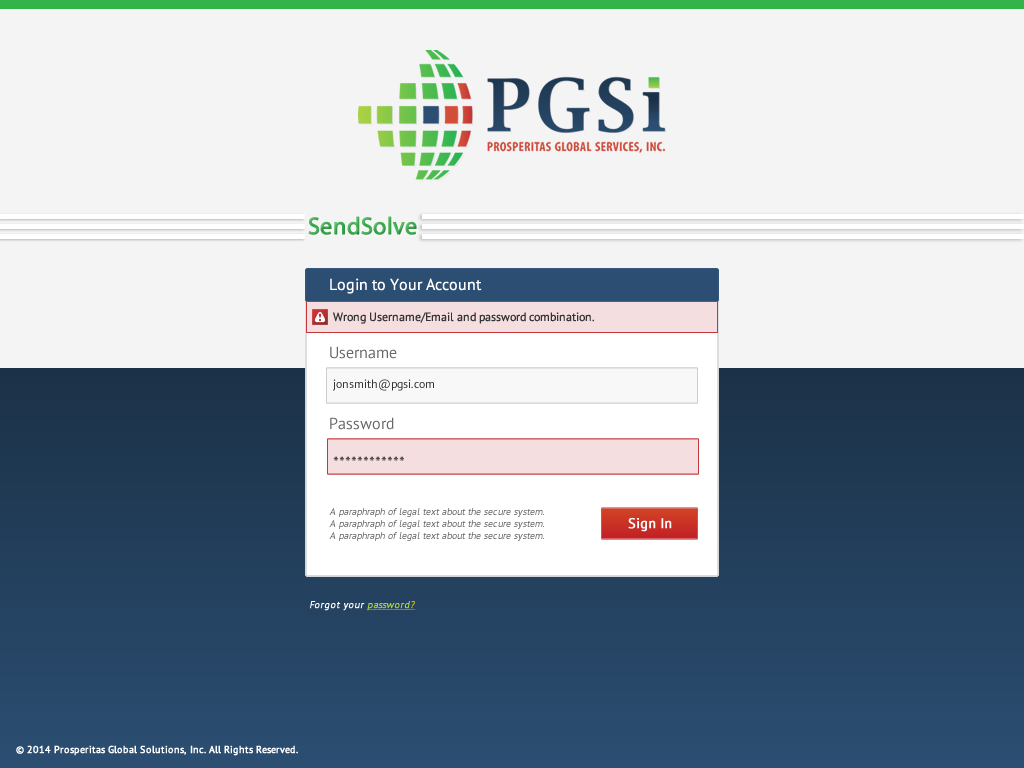 PGSi
PROSPERITAS GLOBAL SERVICES, INC.
SendSolve
Login to Your Account
Wrong Username/Email and password combination.
Username
jonsmith@pgsi.com
Password
************
A paraphraph of legal text about the secure system.
A paraphraph of legal text about the secure system.
A paraphraph of legal text about the secure system.
Sign In
Forgot your password?
© 2014 Prosperitas Global Solutions, Inc. All Rights Reserved.